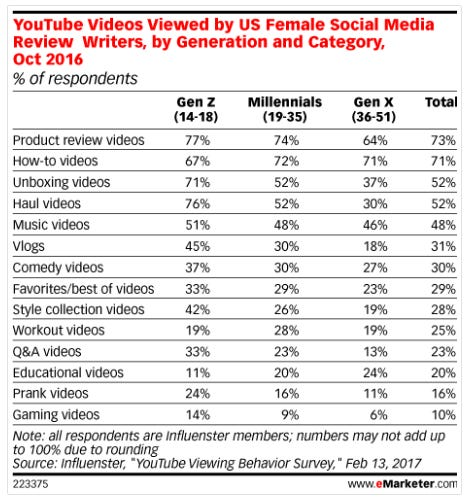 YouTube Videos Viewed by US Female Social Media
Review Writers, by Generation and Category,
Oct 2016
% of respondents
Gen Z (14-18) Millennials (19-35) Gen X (36-51) Total
Product review videos 77% 74% 64% 73%
How-to videos 67% 72% 71% 71%
Unboxing videos 71% 52% 37% 52%
Haul videos 76% 52% 30% 52%
Music videos 51% 48% 46% 48%
Vlogs 45% 30% 18% 31%
Comedy videos 37% 30% 27% 30%
Favorites/best of videos 33% 29% 23% 29%
Style collection videos 42% 26% 19% 28%
Workout videos 19% 28% 19% 25%
Q&A videos 33% 23% 13% 23%
Educational videos 11% 20% 24% 20%
Prank videos 24% 16% 11% 16%
Gaming videos 14% 9% 6% 10%
Note: all respondents are Influenster members; numbers may not add up
to 100% due to rounding
Source: Influenster, "YouTube Viewing Behavior Survey," Feb 13, 2017
223375 www.eMarketer.com